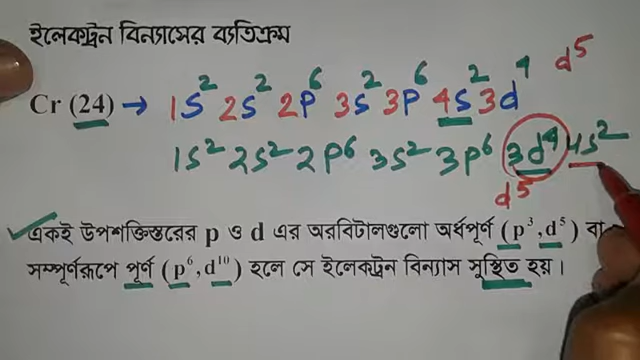 ইলেকট্রন বিন্যাসের ব্যতিক্রম
d⁵
Cr (24) → 1s² 2s² 2p⁶ 3s² 3p⁶ 4s² 3d⁴
1s² 2s² 2p⁶ 3s² 3p⁶ 3d⁴ 4s²
d⁵
একই উপশক্তিস্তরের p ও d এর অরবিটালগুলো অর্ধপূর্ণ (p³, d⁵) বা
সম্পূর্ণরূপে পূর্ণ (p⁶, d¹⁰) হলে সে ইলেকট্রন বিন্যাস সুস্থিত হয়।